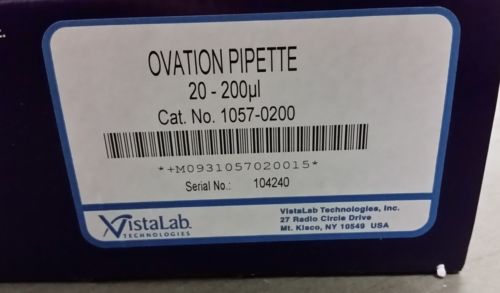 OVATION PIPETTE
20 - 200µl
Cat. No. 1057-0200
*+M0931057020015*
Serial No.: 104240
VistaLab
TECHNOLOGIES
VistaLab Technologies, Inc.
27 Radio Circle Drive
Mt. Kisco, NY 10549 USA